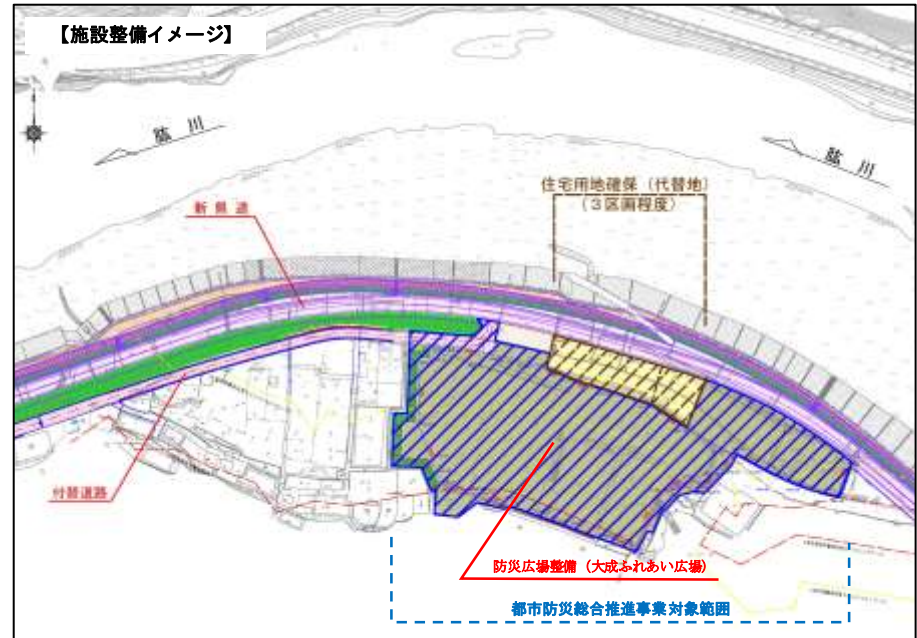 【施設整備イメージ】
肱川
肱川
住宅用地確保（代替地）
（３区画程度）
新県道
付替道路
防災広場整備（大成ふれあい広場）
都市防災総合推進事業対象範囲